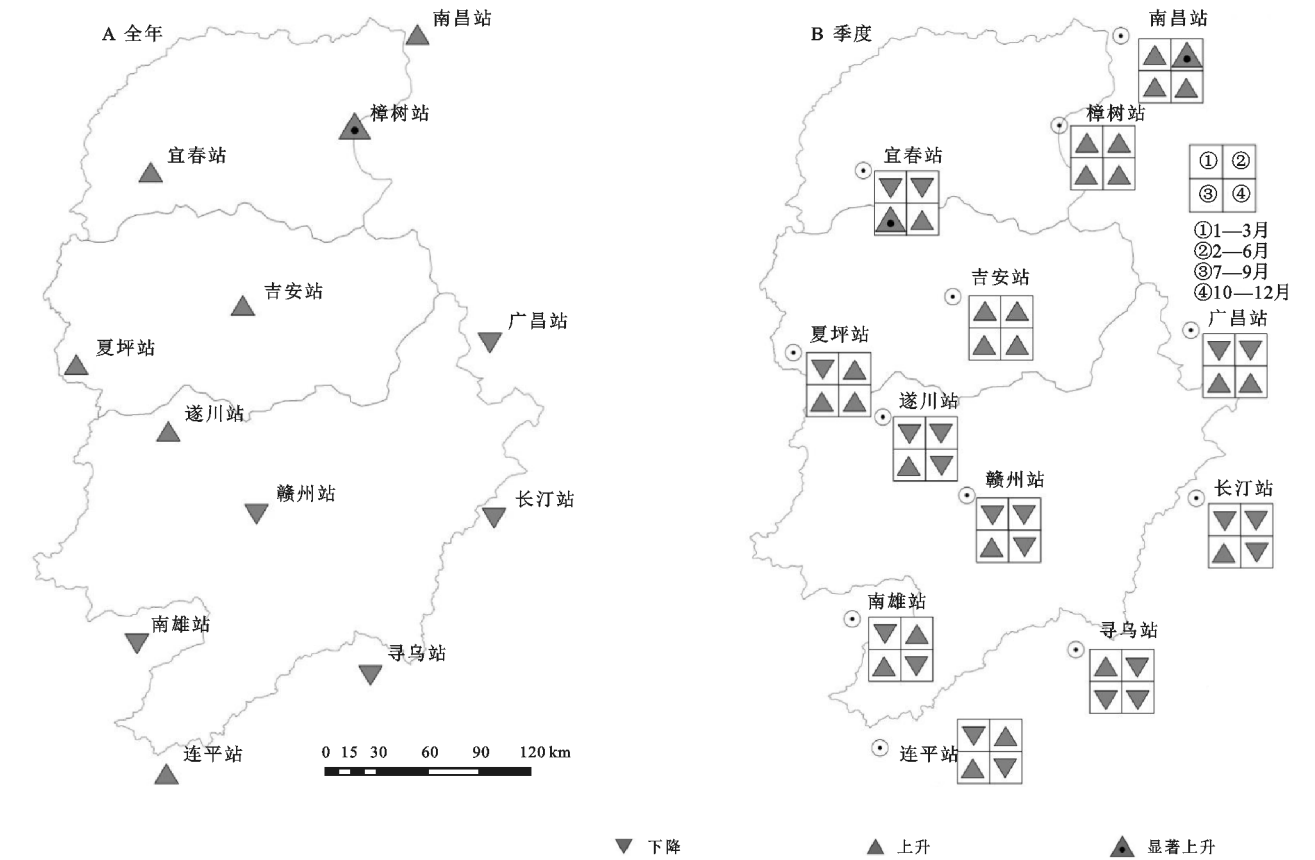 A 全年
南昌站
樟树站
宜春站
吉安站
广昌站
夏坪站
遂川站
赣州站
长汀站
南雄站
寻乌站
连平站
0 15 30 60 90 120 km
B 季度
南昌站
樟树站
宜春站
① ②
③ ④
①1—3月
②2—6月
③7—9月
④10—12月
吉安站
广昌站
夏坪站
遂川站
赣州站
长汀站
南雄站
寻乌站
连平站
下降 上升 显著上升